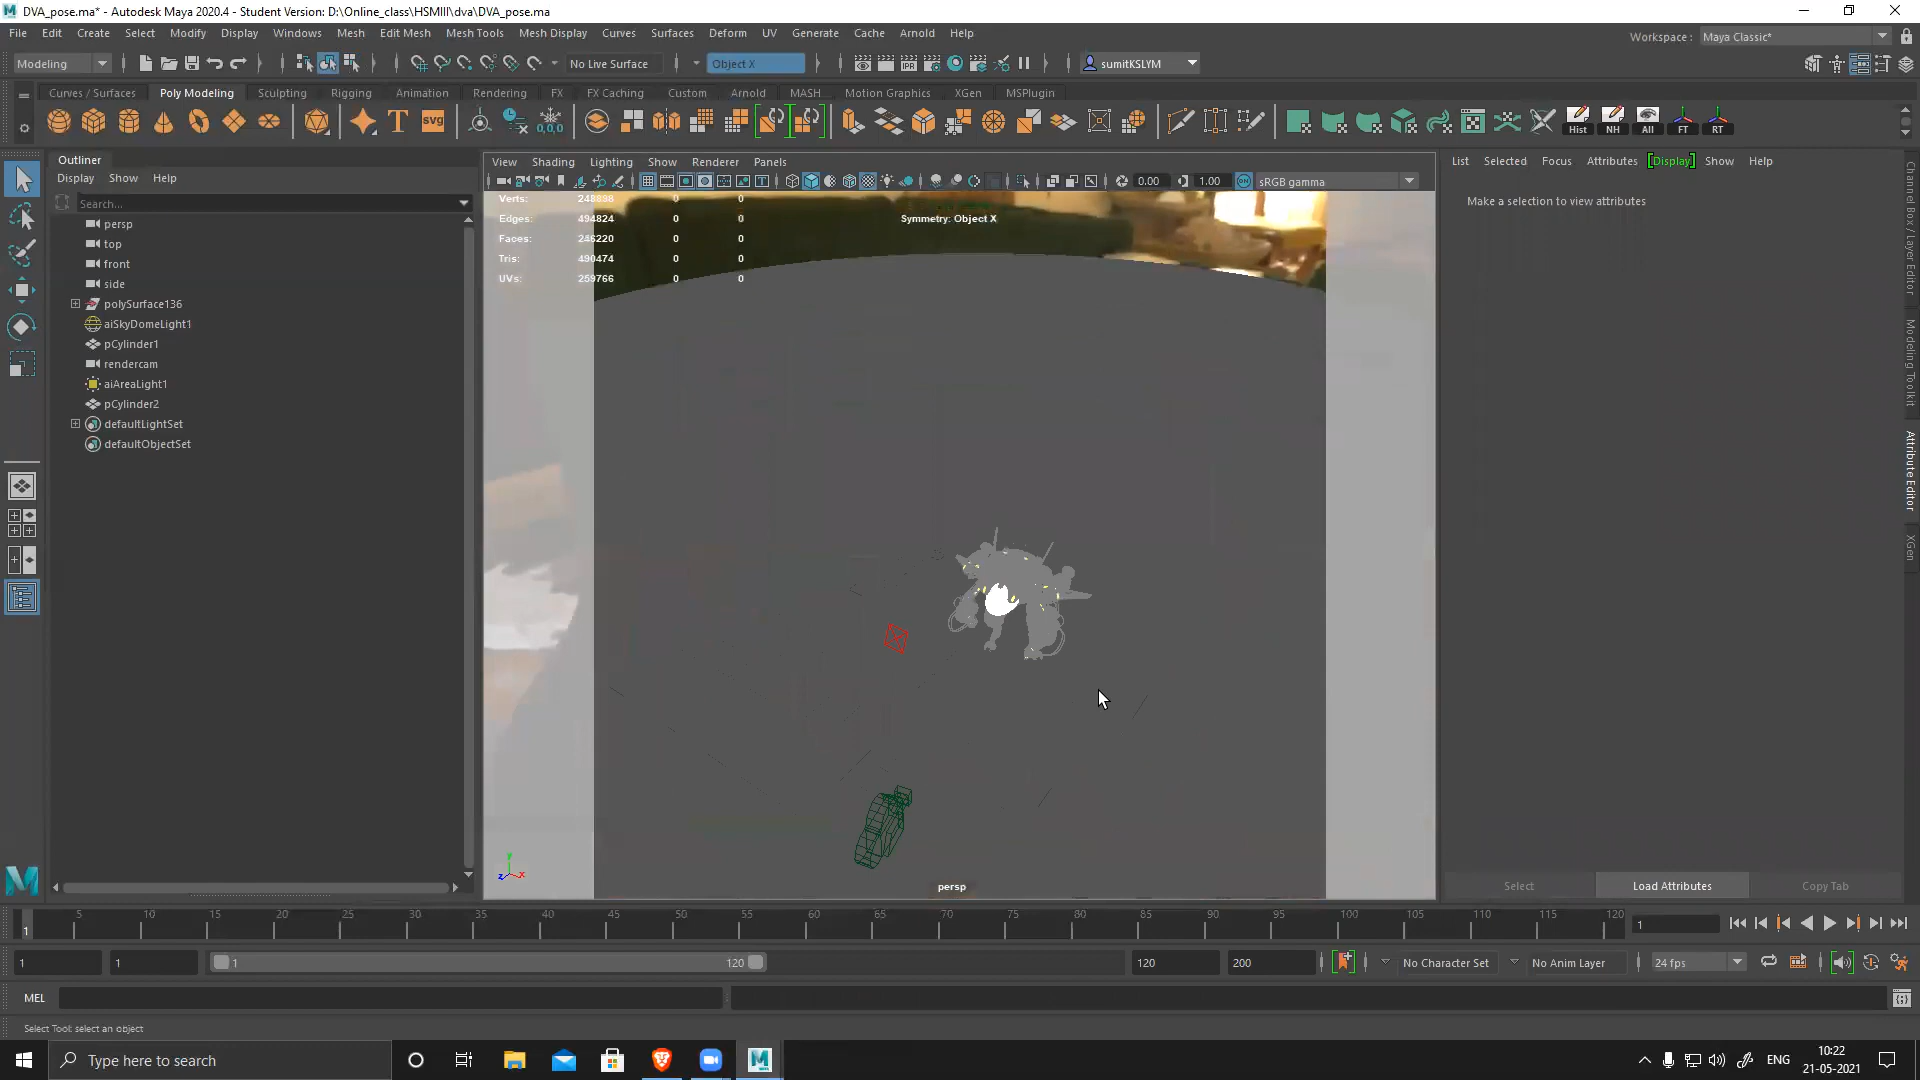 DVA_pose.ma* - Autodesk Maya 2020.4 - Student Version: D:\Online_class\HSMIII\dva\DVA_pose.ma
File Edit Create Select Modify Display Windows Mesh Edit Mesh Mesh Tools Mesh Display Curves Surfaces Deform UV Generate Cache Arnold Help
Workspace : Maya Classic*
Modeling No Live Surface Object X sumitKSLYM
Curves / Surfaces Poly Modeling Sculpting Rigging Animation Rendering FX FX Caching Custom Arnold MASH Motion Graphics XGen MSPlugin
T svg 0,0,0 Hist NH All FT RT
Outliner
Display Show Help
Search...
persp
top
front
side
polySurface136
aiSkyDomeLight1
pCylinder1
rendercam
aiAreaLight1
pCylinder2
defaultLightSet
defaultObjectSet
View Shading Lighting Show Renderer Panels
0.00 1.00 sRGB gamma
Verts: 248898 0 0
Edges: 494824 0 0
Faces: 246220 0 0
Tris: 490474 0 0
UVs: 259766 0 0
Symmetry: Object X
persp
List Selected Focus Attributes Display Show Help
Make a selection to view attributes
Channel Box / Layer Editor
Modeling Toolkit
Attribute Editor
XGen
Select Load Attributes Copy Tab
5 10 15 20 25 30 35 40 45 50 55 60 65 70 75 80 85 90 95 100 105 110 115 120
1 1
1 1 1 120 120 200 No Character Set No Anim Layer 24 fps
MEL
Select Tool: select an object
Type here to search
ENG
10:22
21-05-2021